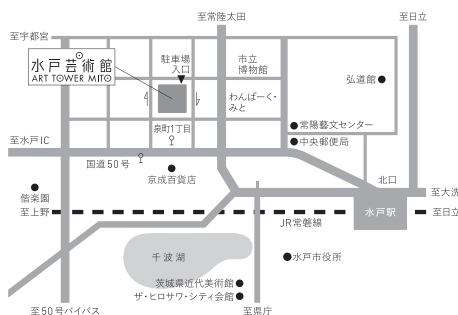 至常陸太田
至日立
至宇都宮
水戸芸術館
ART TOWER MITO
駐車場
入口
市立
博物館
弘道館
わんぱーく・
みと
泉町1丁目
常陽藝文センター
中央郵便局
至水戸IC
国道50号
京成百貨店
北口
偕楽園
至大洗
至上野
水戸駅
至日立
JR常磐線
千波湖
水戸市役所
茨城県近代美術館
ザ・ヒロサワ・シティ会館
至50号バイパス
至県庁